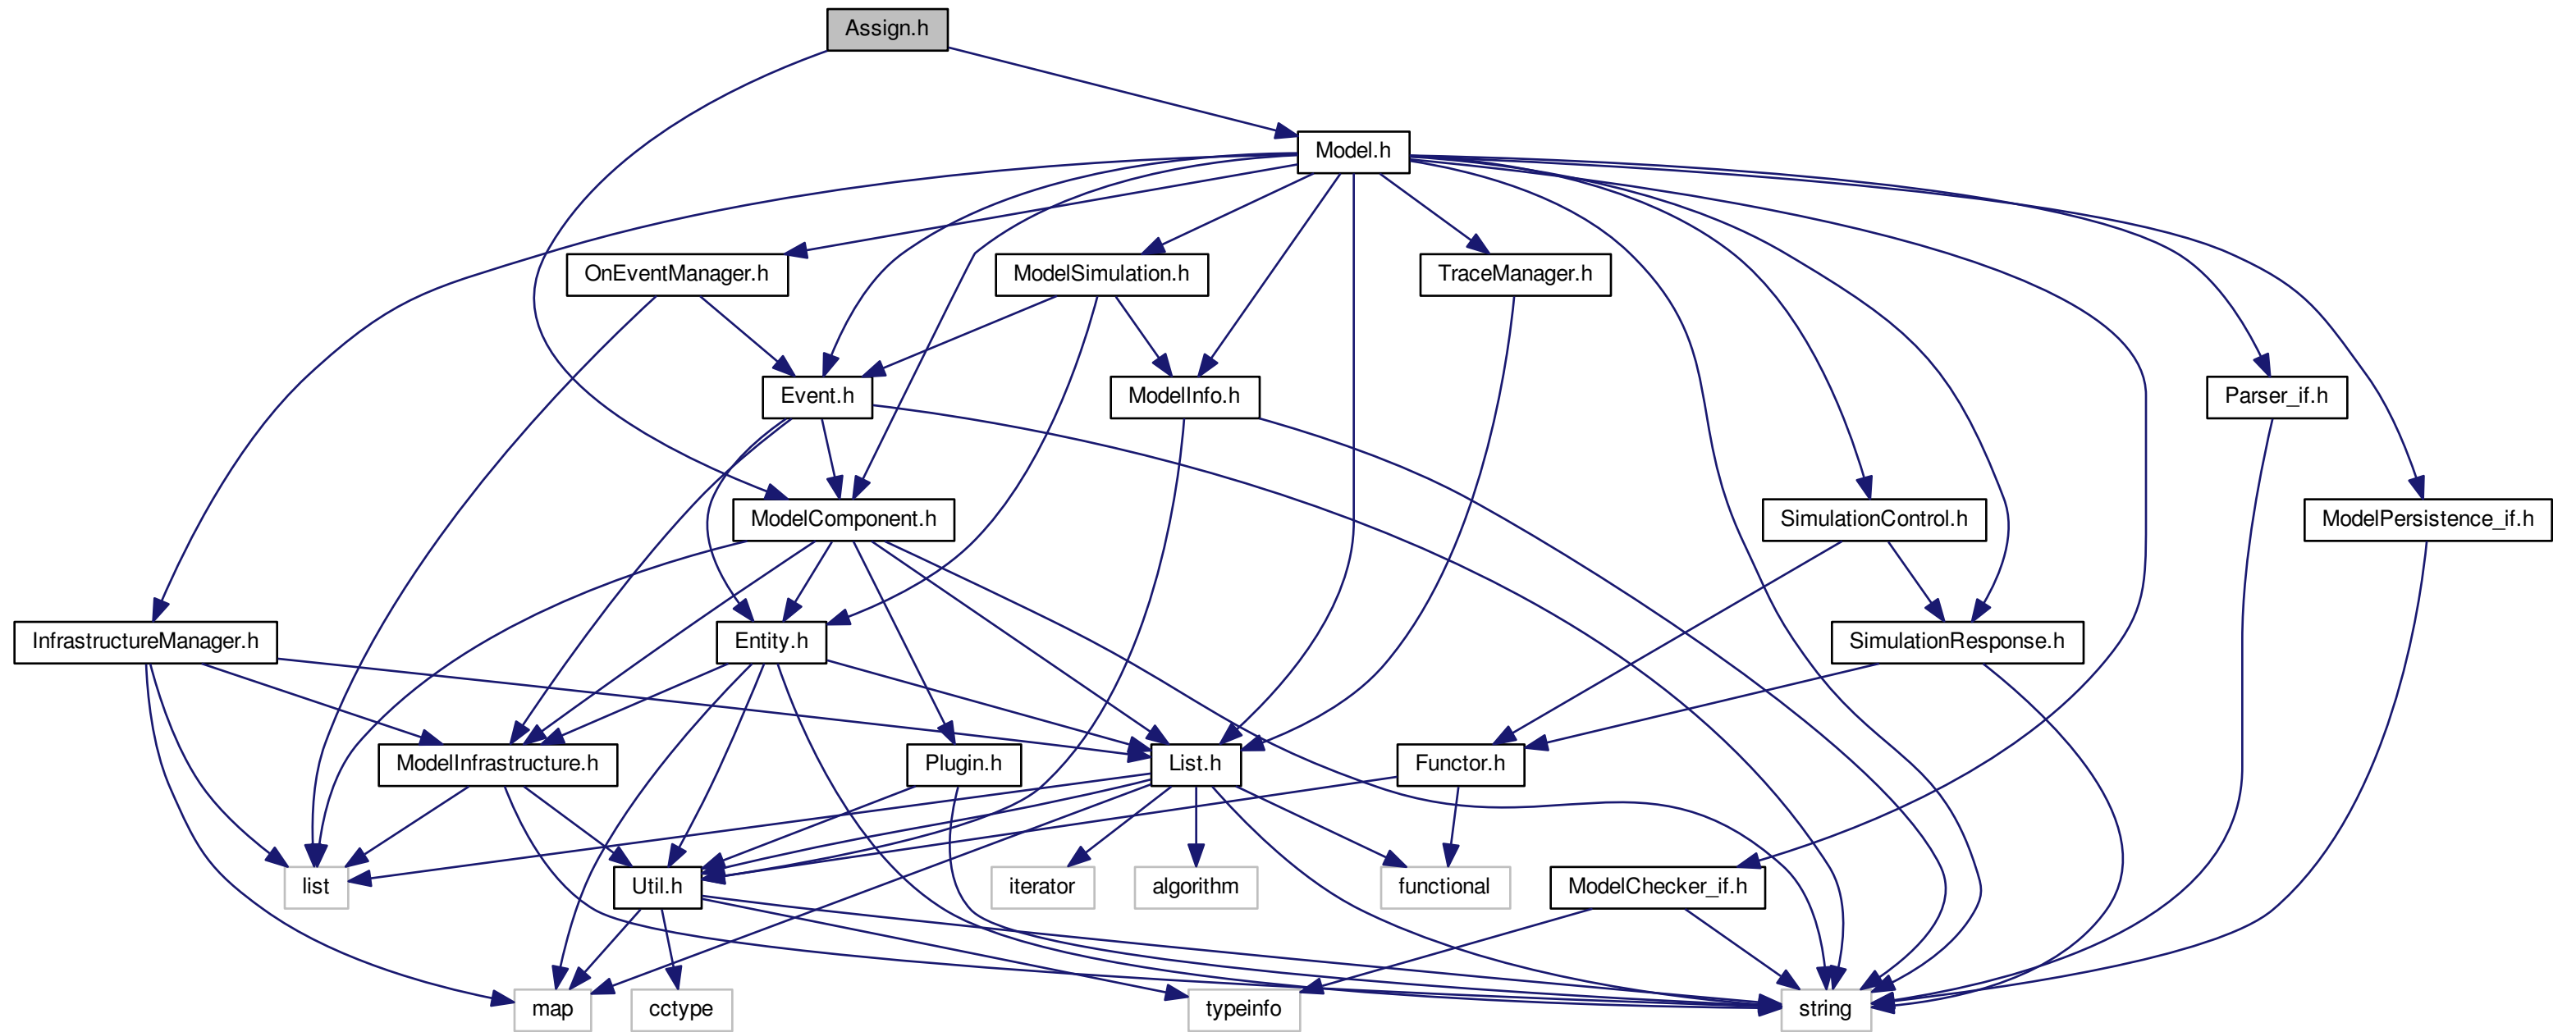 Assign.h
Model.h
OnEventManager.h
ModelSimulation.h
TraceManager.h
Event.h
ModelInfo.h
Parser_if.h
ModelComponent.h
SimulationControl.h
ModelPersistence_if.h
InfrastructureManager.h
Entity.h
SimulationResponse.h
ModelInfrastructure.h
Plugin.h
List.h
Functor.h
list
Util.h
iterator
algorithm
functional
ModelChecker_if.h
map
cctype
typeinfo
string